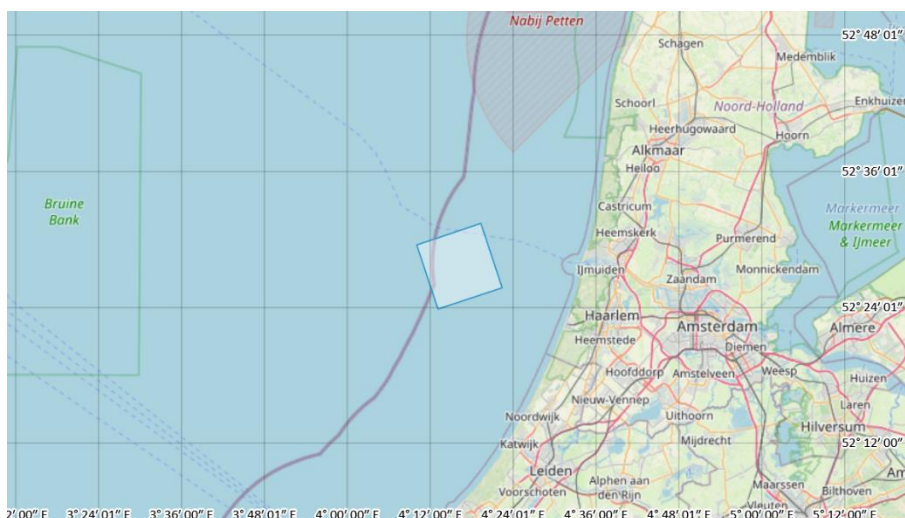 Nabij Petten
52° 48′ 01″
Schagen
Medemblik
Schoorl
Noord-Holland
Enkhuizen
Heerhugowaard
Hoorn
Alkmaar
Heiloo
52° 36′ 01″
Bruine
Bank
Castricum
Markermeer
Markermeer
& IJmeer
Heemskerk
Purmerend
IJmuiden
Zaandam
Monnickendam
52° 24′ 01″
Haarlem
Amsterdam
Almere
Heemstede
Diemen
Hoofddorp
Amstelveen
Weesp
Huizen
Nieuw-Vennep
Laren
Noordwijk
Uithoorn
Hilversum
Katwijk
Mijdrecht
52° 12′ 00″
Leiden
Voorschoten
Alphen aan
den Rijn
Maarssen
Bilthoven
Am
Vleuten
2′ 00″ E
3° 24′ 01″ E
3° 36′ 00″ E
3° 48′ 01″ E
4° 00′ 00″ E
4° 12′ 00″ E
4° 24′ 01″ E
4° 36′ 00″ E
4° 48′ 01″ E
5° 00′ 00″ E
5° 12′ 00″ E